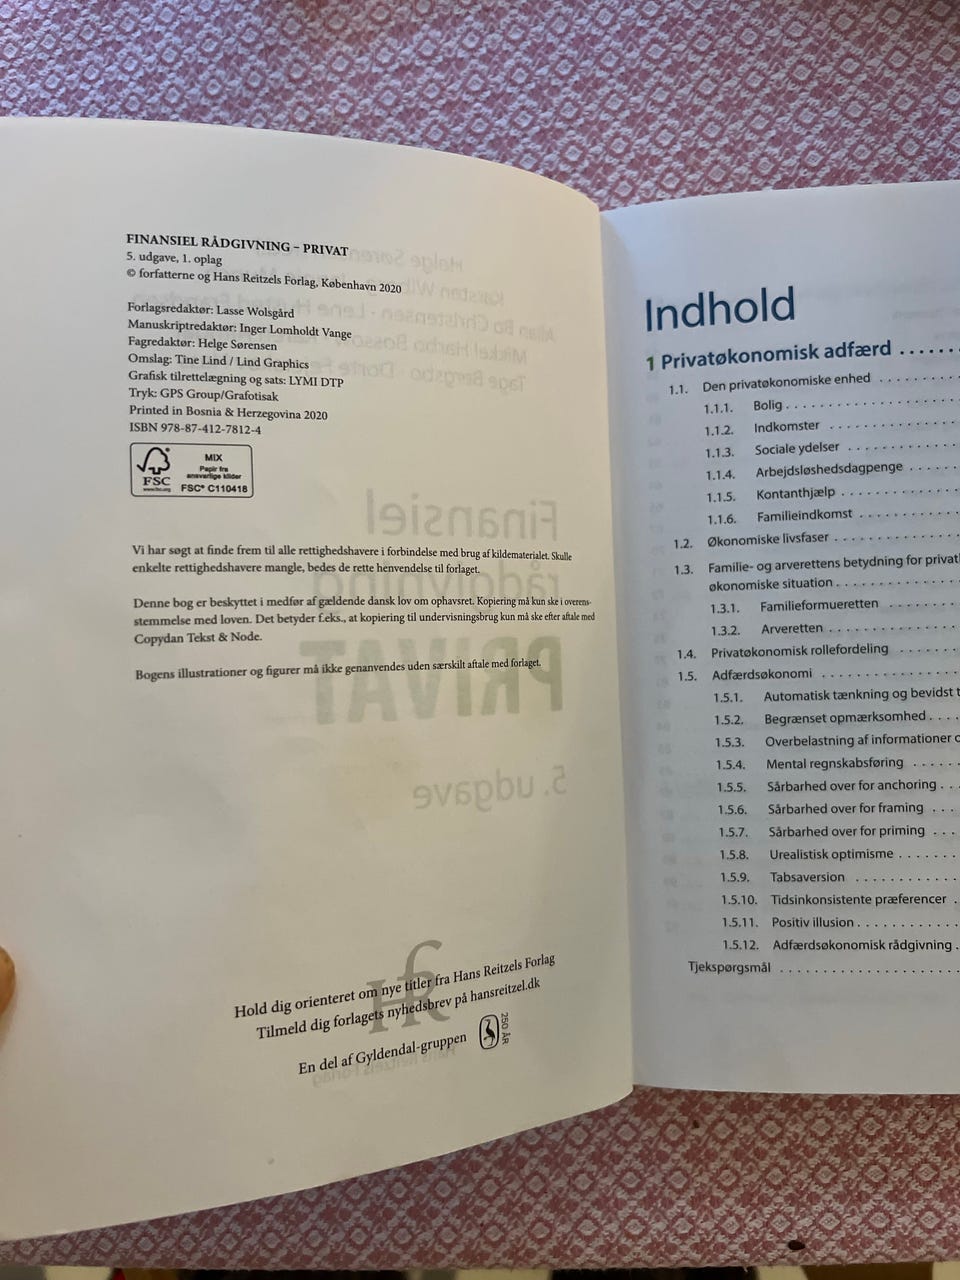 FINANSIEL RÅDGIVNING – PRIVAT
5. udgave, 1. oplag
© forfatterne og Hans Reitzels Forlag, København 2020
Forlagsredaktør: Lasse Wolsgård
Manuskriptredaktør: Inger Lomholdt Vange
Fagredaktør: Helge Sørensen
Omslag: Tine Lind / Lind Graphics
Grafisk tilrettelægning og sats: LYMI DTP
Tryk: GPS Group/Grafotisak
Printed in Bosnia & Herzegovina 2020
ISBN 978-87-412-7812-4
FSC
www.fsc.org
MIX
Papir fra
ansvarlige kilder
FSC® C110418
Vi har søgt at finde frem til alle rettighedshavere i forbindelse med brug af kildematerialet. Skulle
enkelte rettighedshavere mangle, bedes de rette henvendelse til forlaget.
Denne bog er beskyttet i medfør af gældende dansk lov om ophavsret. Kopiering må kun ske i overens-
stemmelse med loven. Det betyder f.eks., at kopiering til undervisningsbrug kun må ske efter aftale med
Copydan Tekst & Node.
Bogens illustrationer og figurer må ikke genanvendes uden særskilt aftale med forlaget.
Hold dig orienteret om nye titler fra Hans Reitzels Forlag
Tilmeld dig forlagets nyhedsbrev på hansreitzel.dk
En del af Gyldendal-gruppen
250 ÅR
Indhold
1 Privatøkonomisk adfærd . . . . . .
1.1. Den privatøkonomiske enhed . . . . . . . .
1.1.1. Bolig . . . . . . . . . . . . . . . . .
1.1.2. Indkomster . . . . . . . . . . . . .
1.1.3. Sociale ydelser . . . . . . . . . . .
1.1.4. Arbejdsløshedsdagpenge . . . . .
1.1.5. Kontanthjælp . . . . . . . . . . .
1.1.6. Familieindkomst . . . . . . . . . .
1.2. Økonomiske livsfaser . . . . . . . . . . . .
1.3. Familie- og arverettens betydning for privat
økonomiske situation . . . . . . . . . . . .
1.3.1. Familieformueretten . . . . . . .
1.3.2. Arveretten . . . . . . . . . . . . .
1.4. Privatøkonomisk rollefordeling . . . . . .
1.5. Adfærdsøkonomi . . . . . . . . . . . . . .
1.5.1. Automatisk tænkning og bevidst t
1.5.2. Begrænset opmærksomhed . . . .
1.5.3. Overbelastning af informationer o
1.5.4. Mental regnskabsføring . . . . . .
1.5.5. Sårbarhed over for anchoring . . .
1.5.6. Sårbarhed over for framing . . . .
1.5.7. Sårbarhed over for priming . . . .
1.5.8. Urealistisk optimisme . . . . . . .
1.5.9. Tabsaversion . . . . . . . . . . . .
1.5.10. Tidsinkonsistente præferencer . .
1.5.11. Positiv illusion . . . . . . . . . . .
1.5.12. Adfærdsøkonomisk rådgivning . .
Tjekspørgsmål . . . . . . . . . . . . . . . . . .